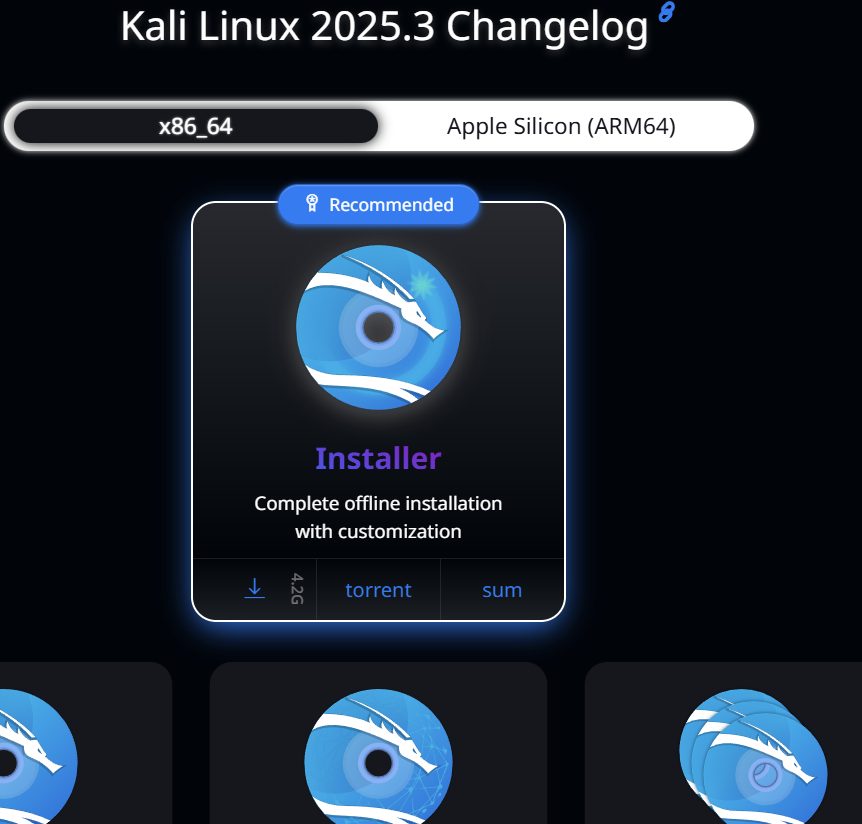 Kali Linux 2025.3 Changelog
x86_64
Apple Silicon (ARM64)
Recommended
Installer
Complete offline installation
with customization
4.2G
torrent
sum